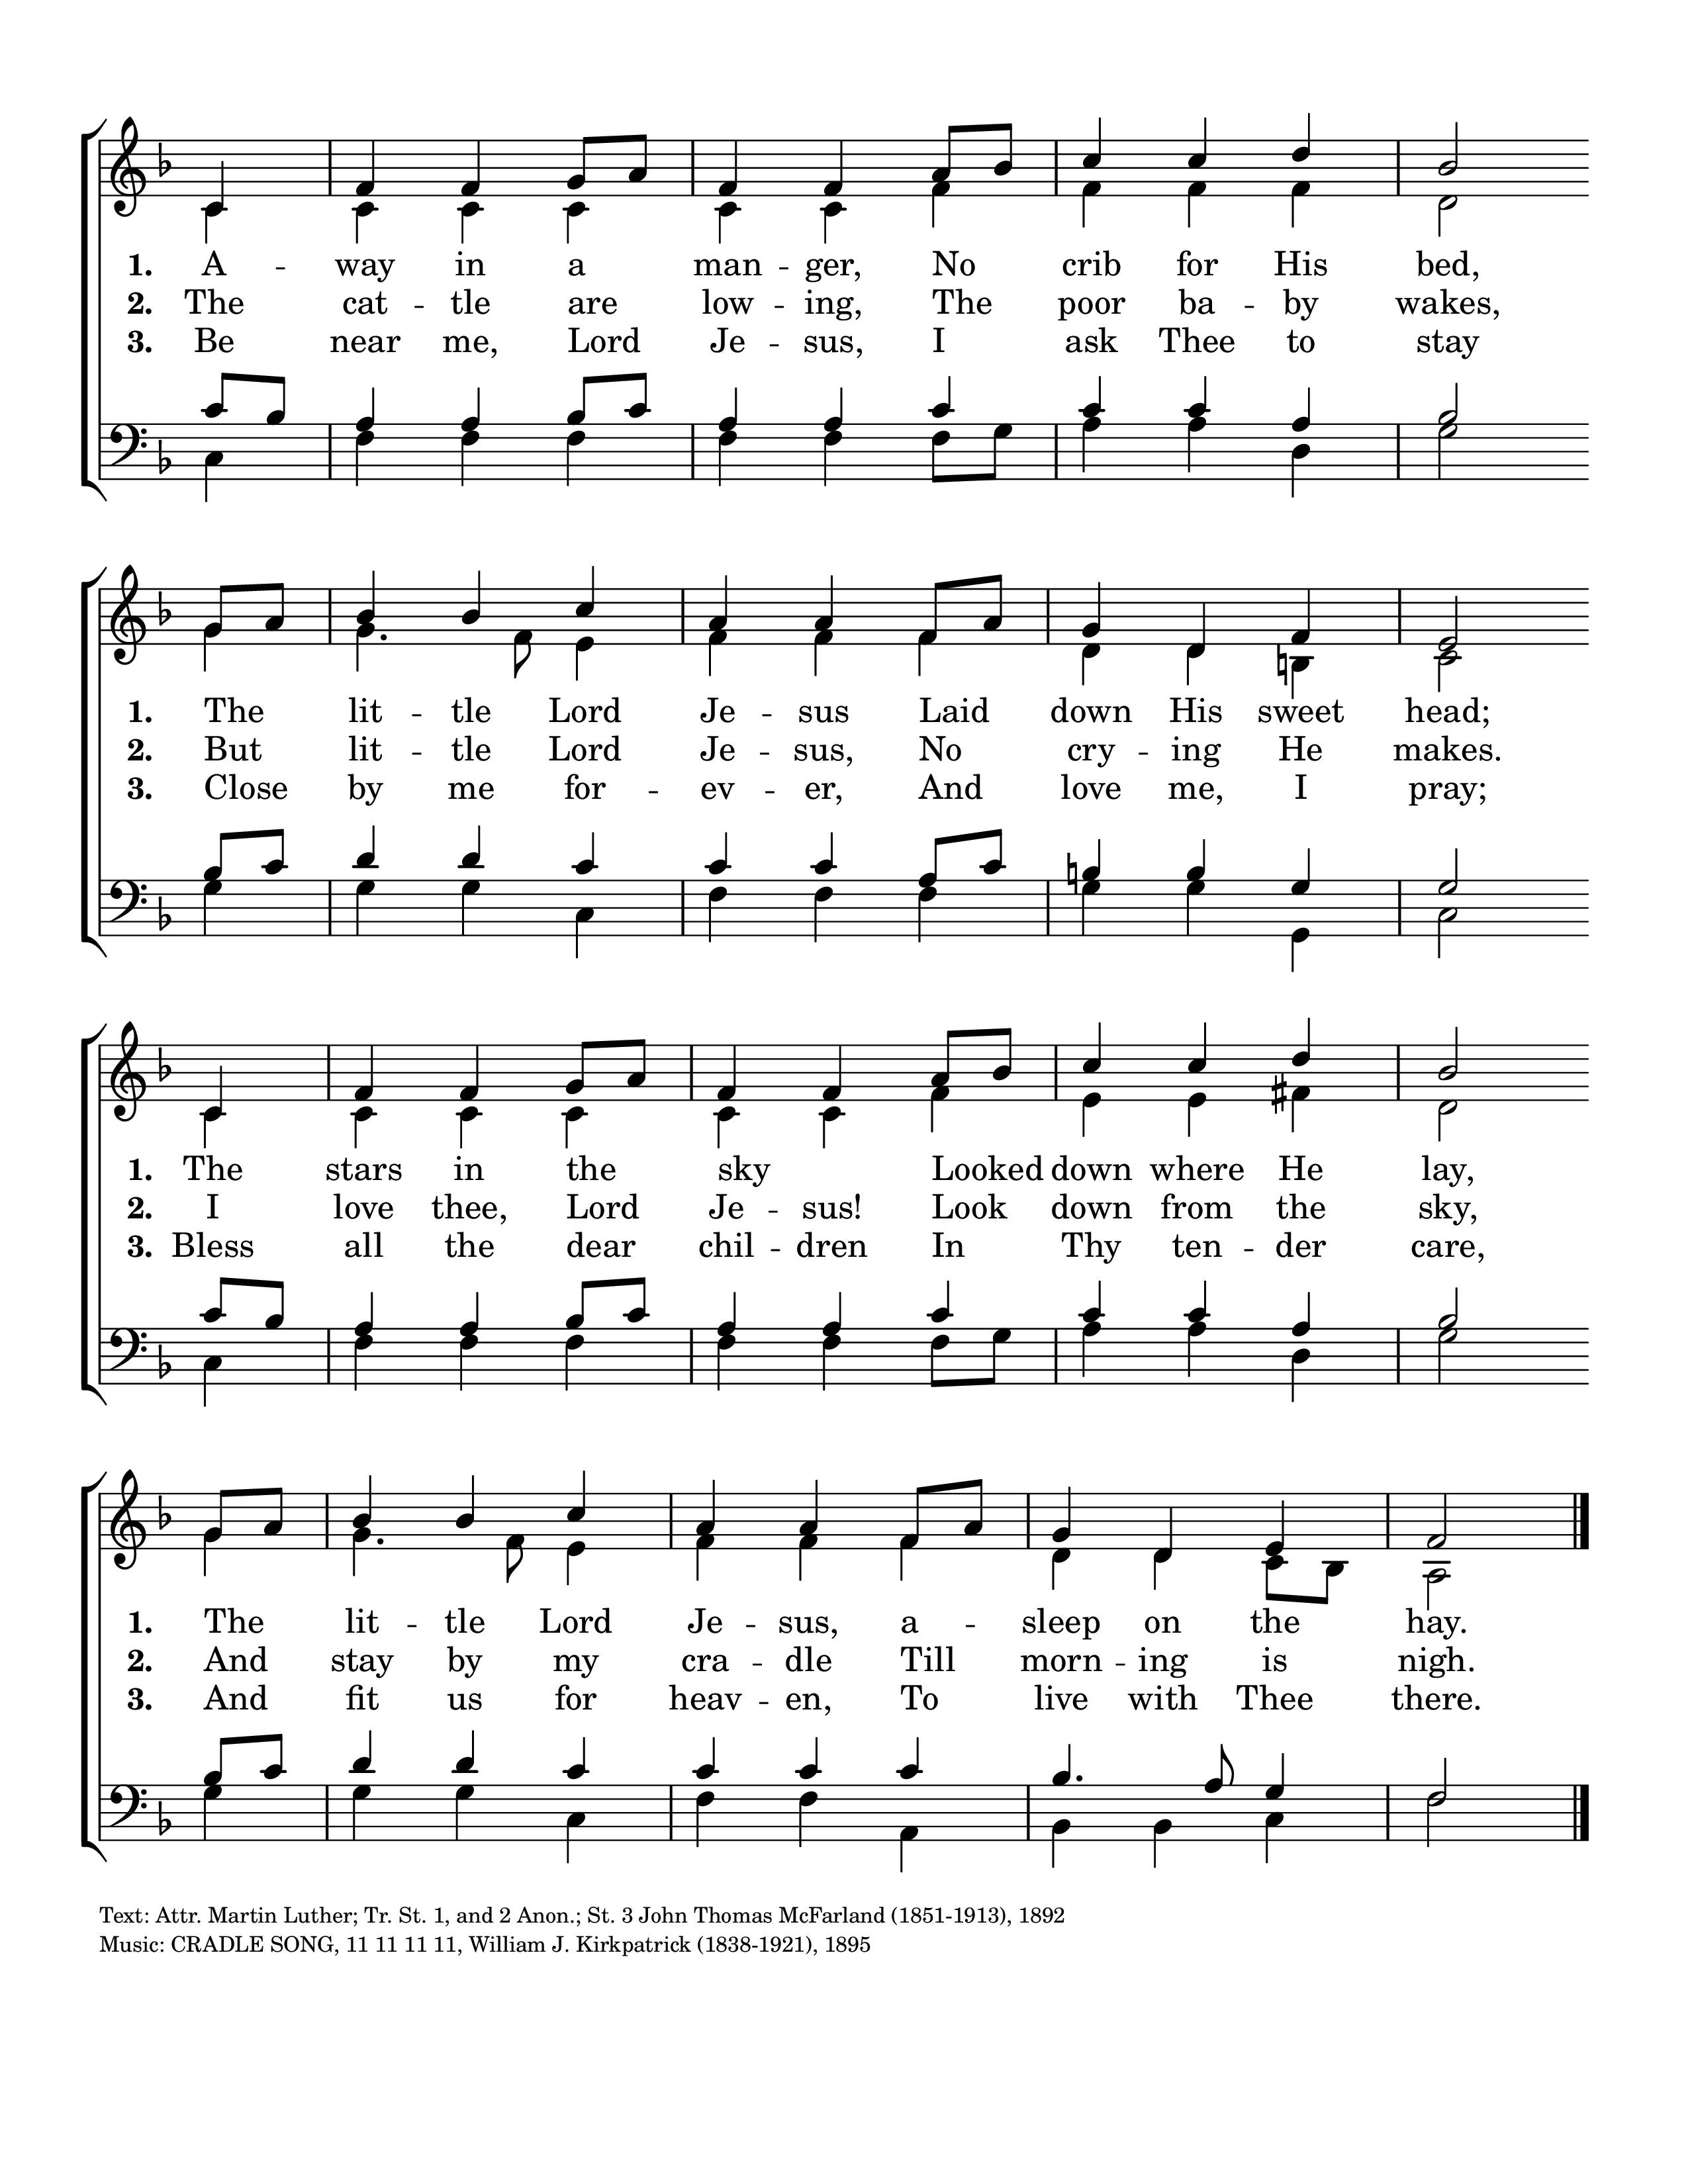 1. A - way in a man - ger, No crib for His bed,
2. The cat - tle are low - ing, The poor ba - by wakes,
3. Be near me, Lord Je - sus, I ask Thee to stay
1. The lit - tle Lord Je - sus Laid down His sweet head;
2. But lit - tle Lord Je - sus, No cry - ing He makes.
3. Close by me for - ev - er, And love me, I pray;
1. The stars in the sky Looked down where He lay,
2. I love thee, Lord Je - sus! Look down from the sky,
3. Bless all the dear chil - dren In Thy ten - der care,
1. The lit - tle Lord Je - sus, a - sleep on the hay.
2. And stay by my cra - dle Till morn - ing is nigh.
3. And fit us for heav - en, To live with Thee there.
Text: Attr. Martin Luther; Tr. St. 1, and 2 Anon.; St. 3 John Thomas McFarland (1851-1913), 1892
Music: CRADLE SONG, 11 11 11 11, William J. Kirkpatrick (1838-1921), 1895